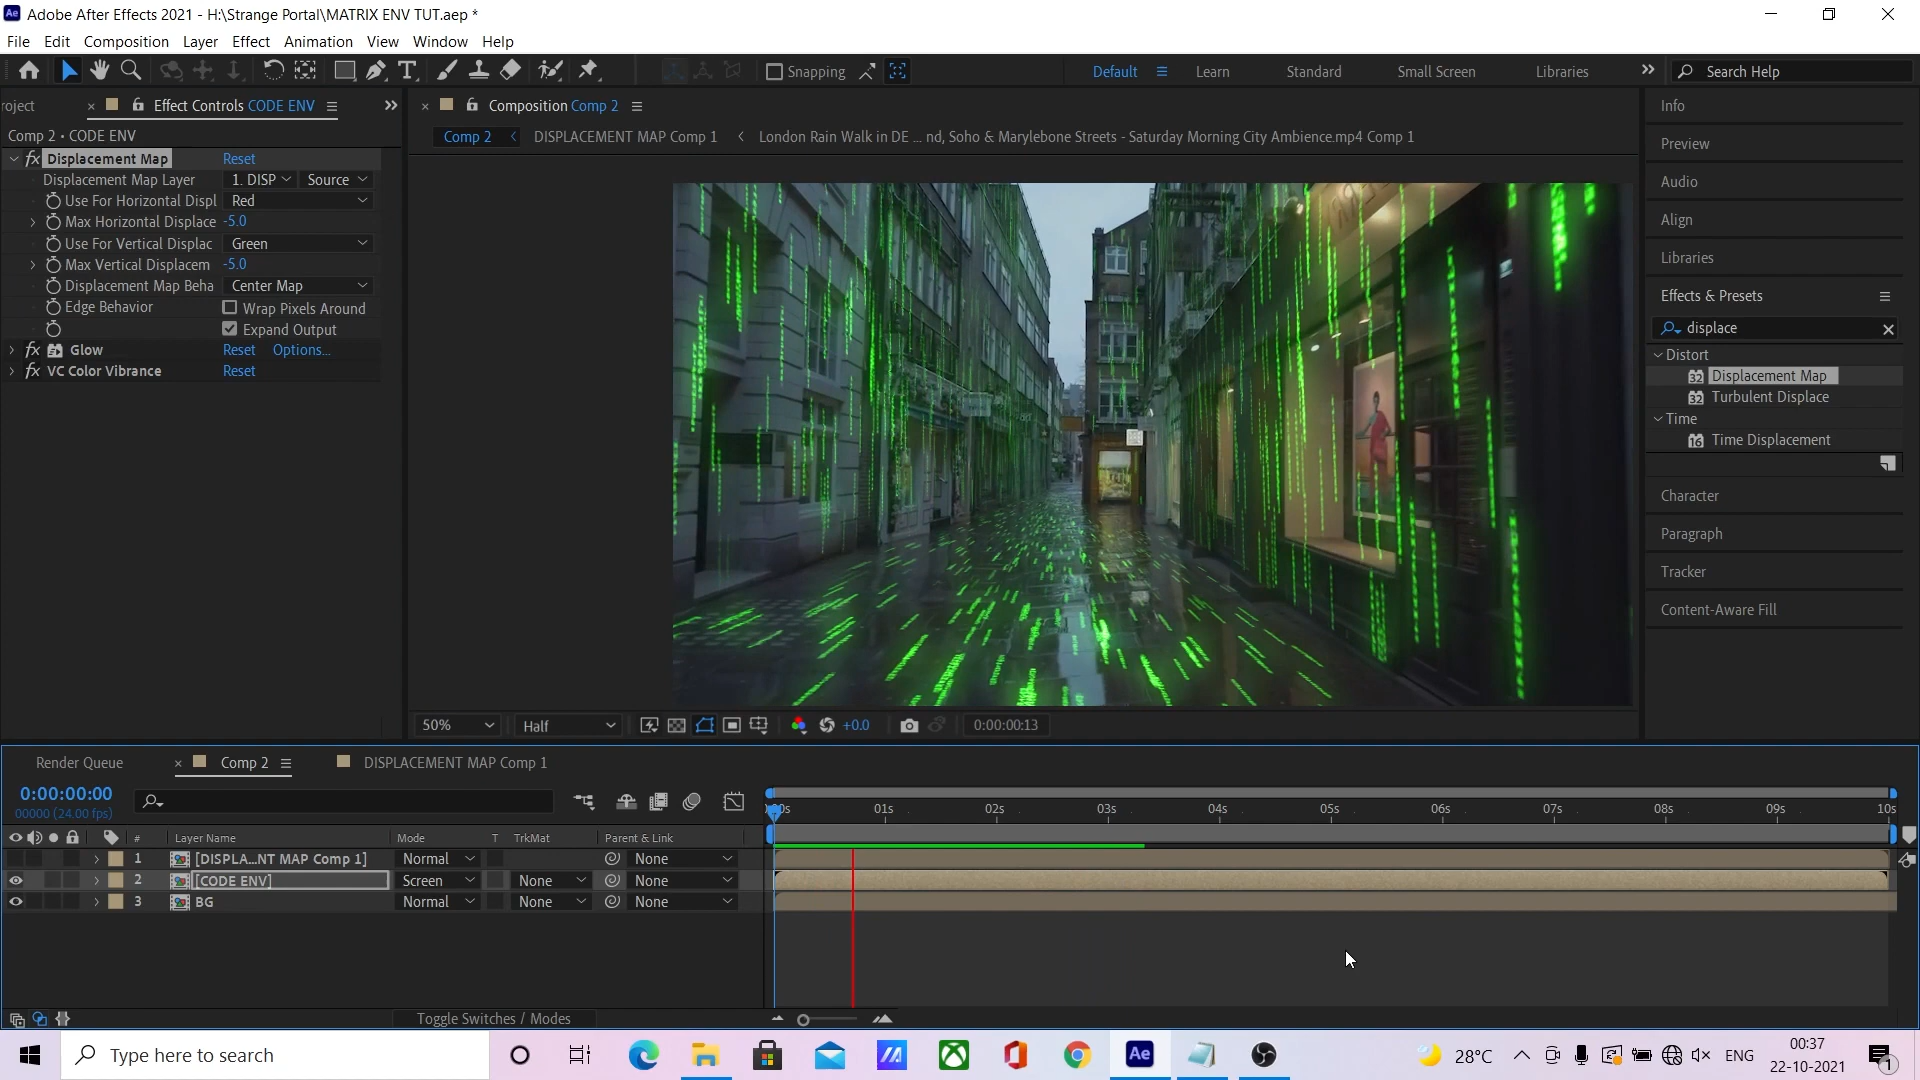 Adobe After Effects 2021 - H:\Strange Portal\MATRIX ENV TUT.aep *
File Edit Composition Layer Effect Animation View Window Help
Snapping Default Learn Standard Small Screen Libraries Search Help
roject Effect Controls CODE ENV
Comp 2 • CODE ENV
Displacement Map Reset
Displacement Map Layer 1. DISP Source
Use For Horizontal Displ Red
Max Horizontal Displace -5.0
Use For Vertical Displac Green
Max Vertical Displacem -5.0
Displacement Map Beha Center Map
Edge Behavior Wrap Pixels Around
Expand Output
Glow Reset Options...
VC Color Vibrance Reset
Composition Comp 2
Comp 2 < DISPLACEMENT MAP Comp 1 < London Rain Walk in DE ... nd, Soho & Marylebone Streets - Saturday Morning City Ambience.mp4 Comp 1
50% Half +0.0 0:00:00:13
Info
Preview
Audio
Align
Libraries
Effects & Presets
displace
Distort
32 Displacement Map
32 Turbulent Displace
Time
16 Time Displacement
Character
Paragraph
Tracker
Content-Aware Fill
Render Queue Comp 2 DISPLACEMENT MAP Comp 1
0:00:00:00
00000 (24.00 fps)
00s 01s 02s 03s 04s 05s 06s 07s 08s 09s 10s
# Layer Name Mode T TrkMat Parent & Link
1 [DISPLA...NT MAP Comp 1] Normal None
2 [CODE ENV] Screen None None
3 BG Normal None None
Toggle Switches / Modes
Type here to search
Ae
28°C ENG
00:37
22-10-2021
1